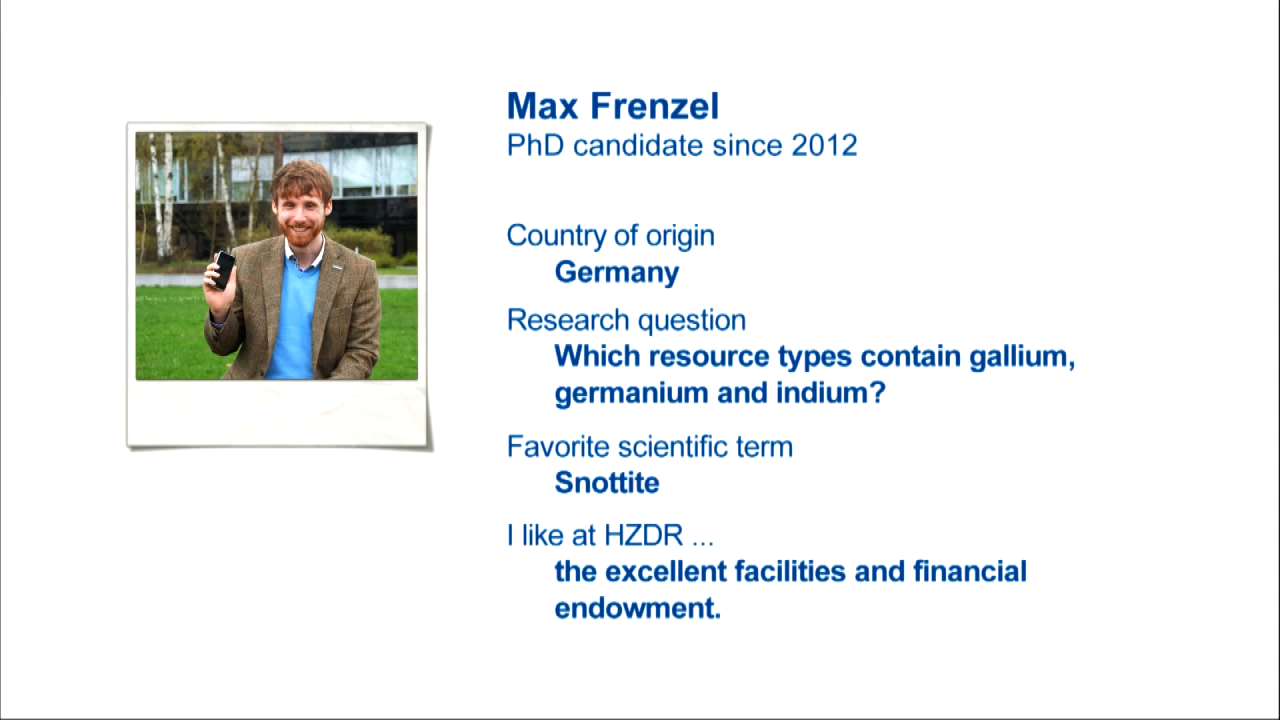 Max Frenzel
PhD candidate since 2012
Country of origin
Germany
Research question
Which resource types contain gallium,
germanium and indium?
Favorite scientific term
Snottite
I like at HZDR ...
the excellent facilities and financial
endowment.